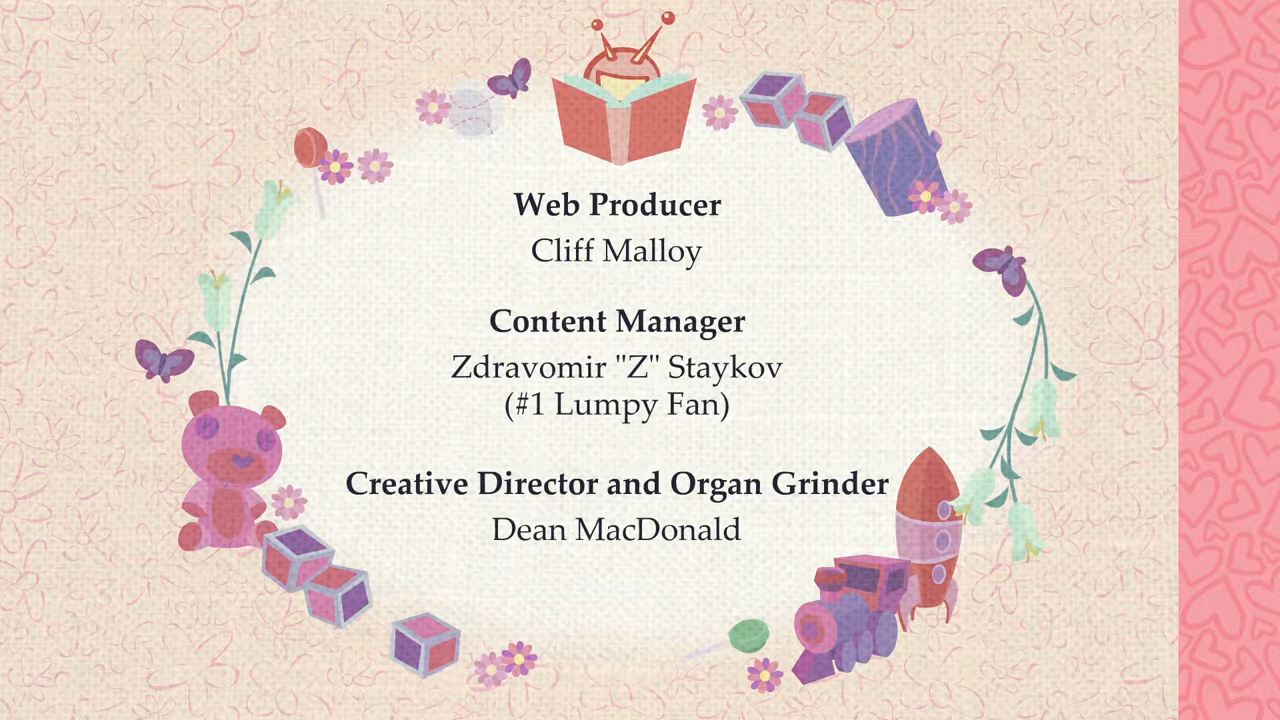 Web Producer
Cliff Malloy
Content Manager
Zdravomir "Z" Staykov
(#1 Lumpy Fan)
Creative Director and Organ Grinder
Dean MacDonald